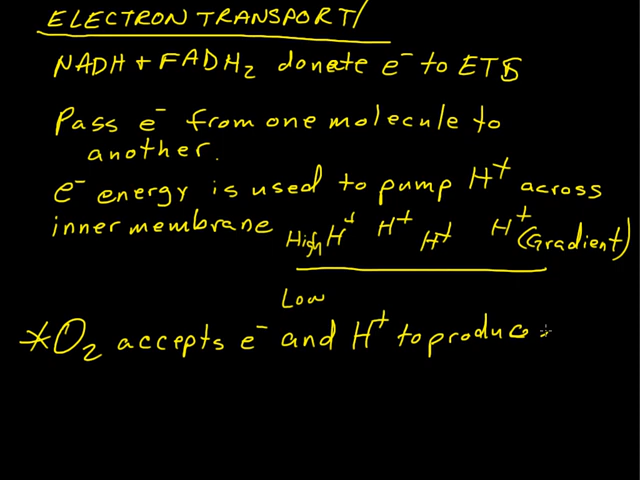 ELECTRON TRANSPORT/
NADH + FADH₂ donate e⁻ to ETS
Pass e⁻ from one molecule to
another.
e⁻ energy is used to pump H⁺ across
inner membrane
High H⁺ H⁺ H⁺ H⁺ (Gradient)
Low
*O₂ accepts e⁻ and H⁺ to produce